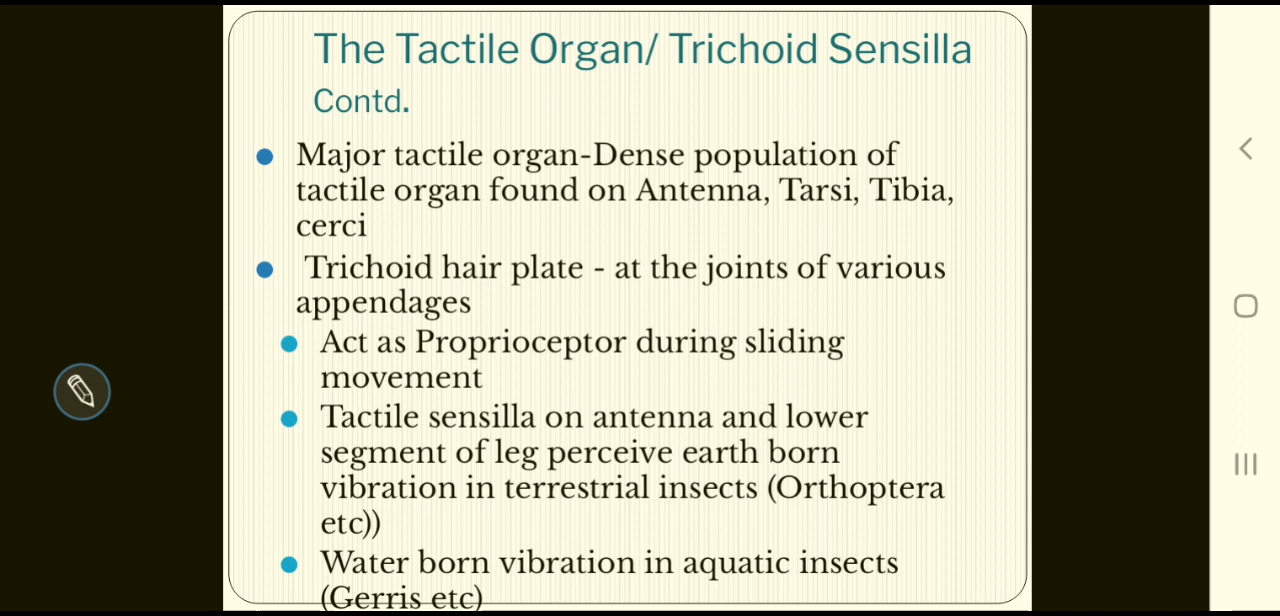 The Tactile Organ/ Trichoid Sensilla
Contd.
Major tactile organ-Dense population of
tactile organ found on Antenna, Tarsi, Tibia,
cerci
Trichoid hair plate - at the joints of various
appendages
Act as Proprioceptor during sliding
movement
Tactile sensilla on antenna and lower
segment of leg perceive earth born
vibration in terrestrial insects (Orthoptera
etc))
Water born vibration in aquatic insects
(Gerris etc)